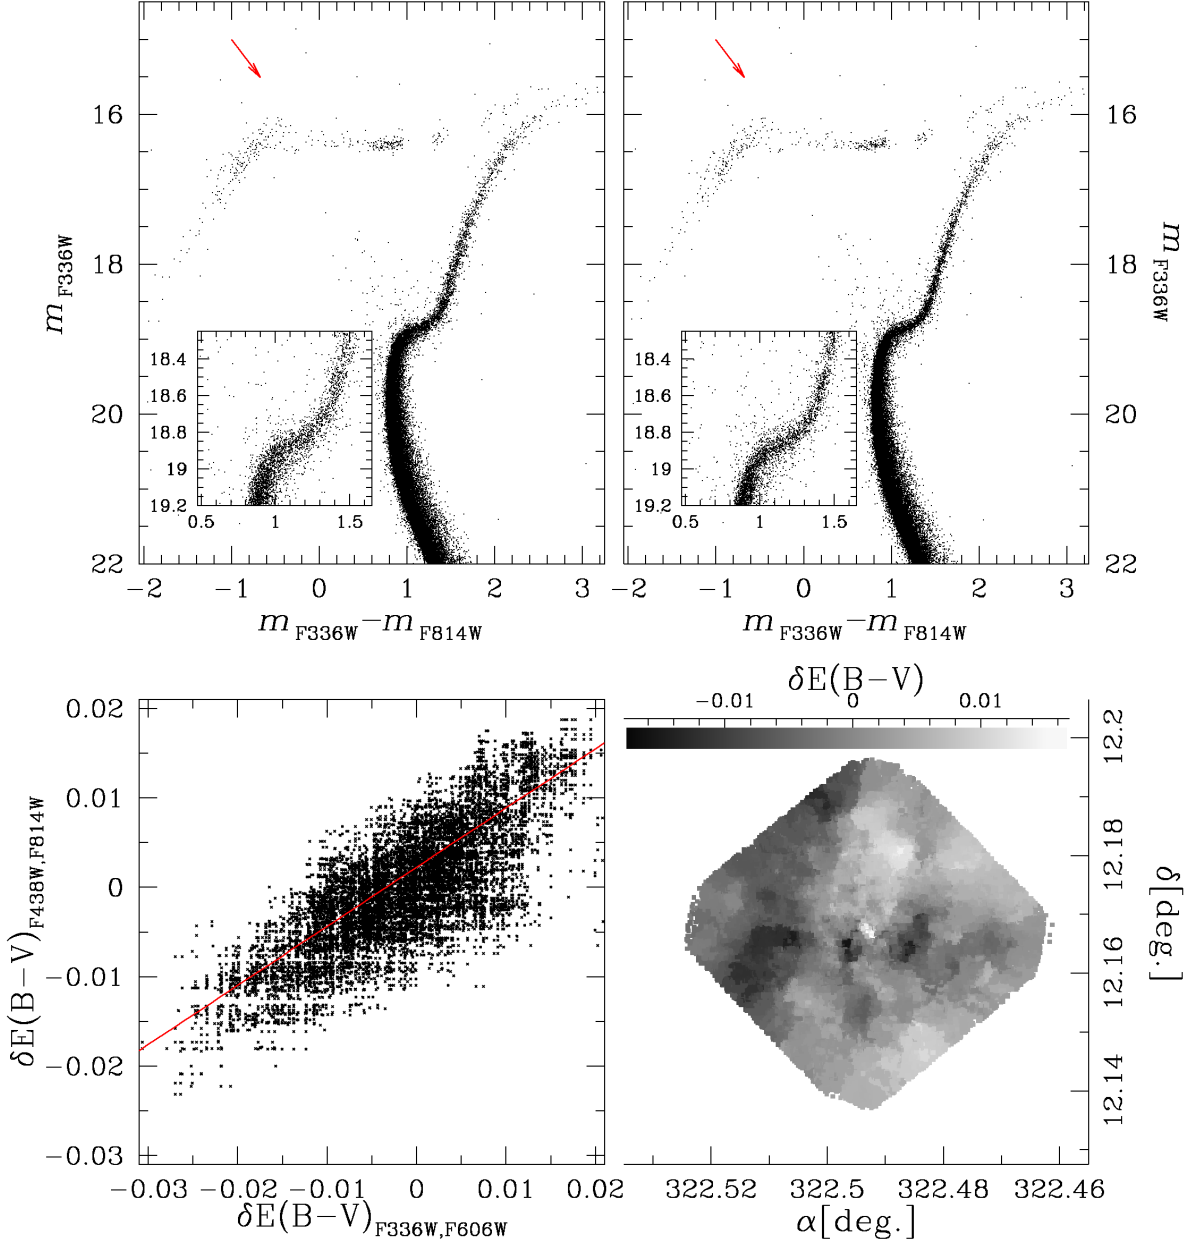 16
18
20
22
m F336W
18.4
18.6
18.8
19
19.2
0.5 1 1.5
−2 −1 0 1 2 3
m F336W − m F814W
18.4
18.6
18.8
19
19.2
0.5 1 1.5
−2 −1 0 1 2 3
m F336W − m F814W
16
18
20
22
m F336W
0.02
0.01
0
−0.01
−0.02
−0.03
δE(B−V) F438W,F814W
−0.03 −0.02 −0.01 0 0.01 0.02
δE(B−V) F336W,F606W
δE(B−V)
−0.01 0 0.01
12.2
12.18
12.16
12.14
δ[deg.]
322.52 322.5 322.48 322.46
α[deg.]